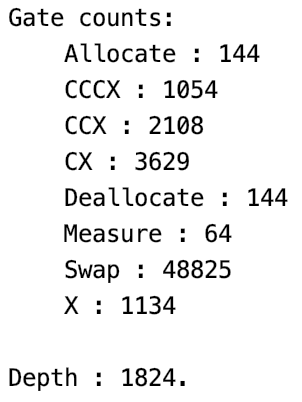 Gate counts:
Allocate : 144
CCCX : 1054
CCX : 2108
CX : 3629
Deallocate : 144
Measure : 64
Swap : 48825
X : 1134
Depth : 1824.